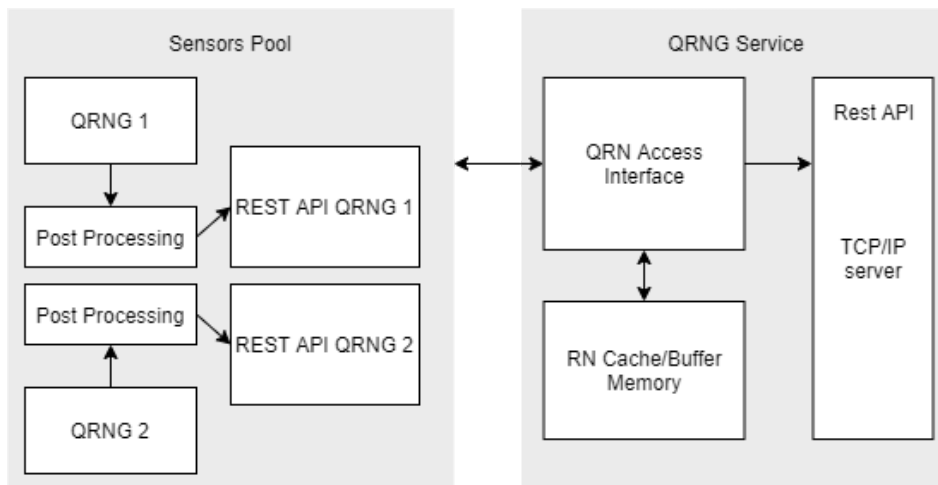 Sensors Pool
QRNG 1
Post Processing
REST API QRNG 1
Post Processing
REST API QRNG 2
QRNG 2
QRNG Service
QRN Access
Interface
RN Cache/Buffer
Memory
Rest API
TCP/IP
server